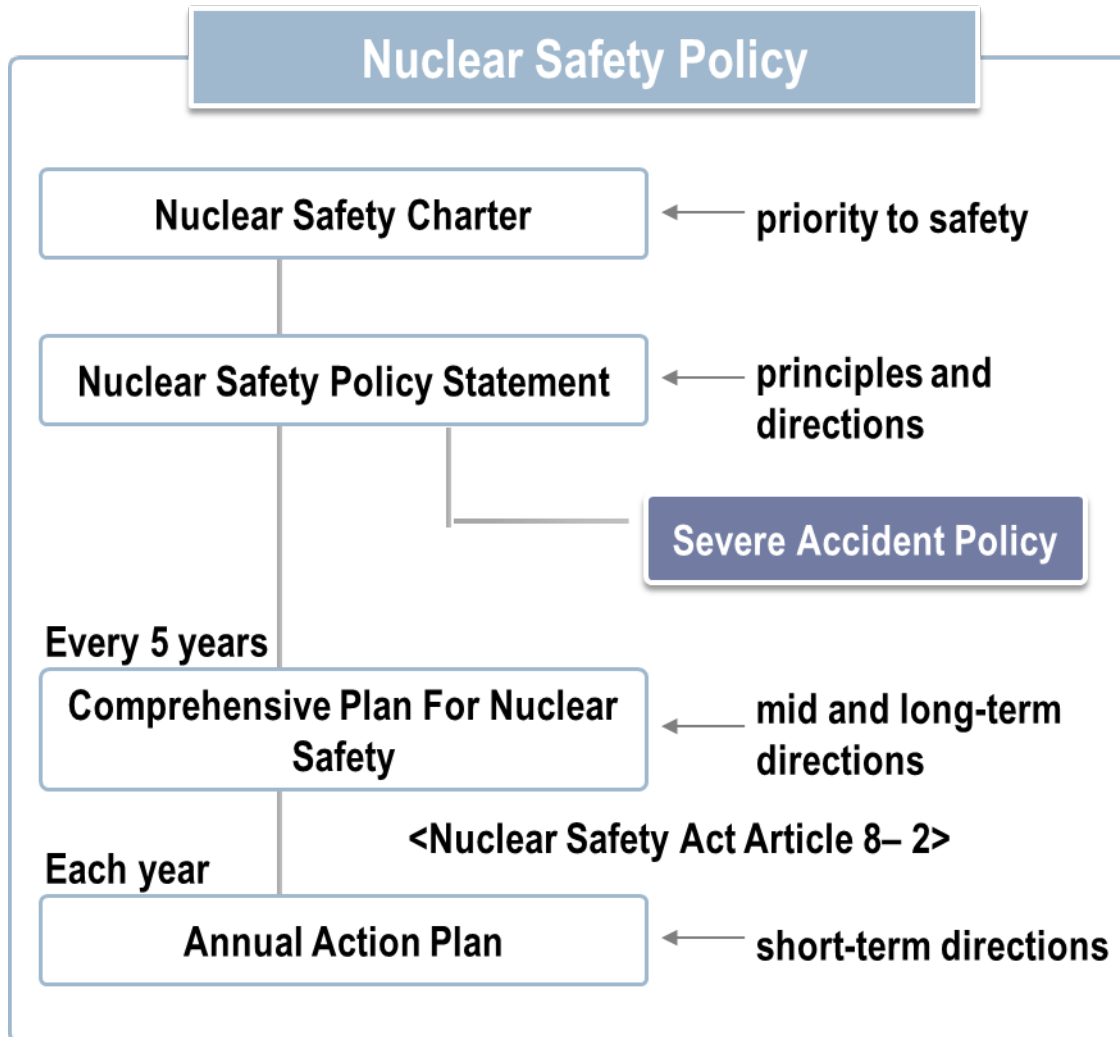 Nuclear Safety Policy
Nuclear Safety Charter
priority to safety
Nuclear Safety Policy Statement
principles and
directions
Severe Accident Policy
Every 5 years
Comprehensive Plan For Nuclear
Safety
mid and long-term
directions
<Nuclear Safety Act Article 8– 2>
Each year
Annual Action Plan
short-term directions